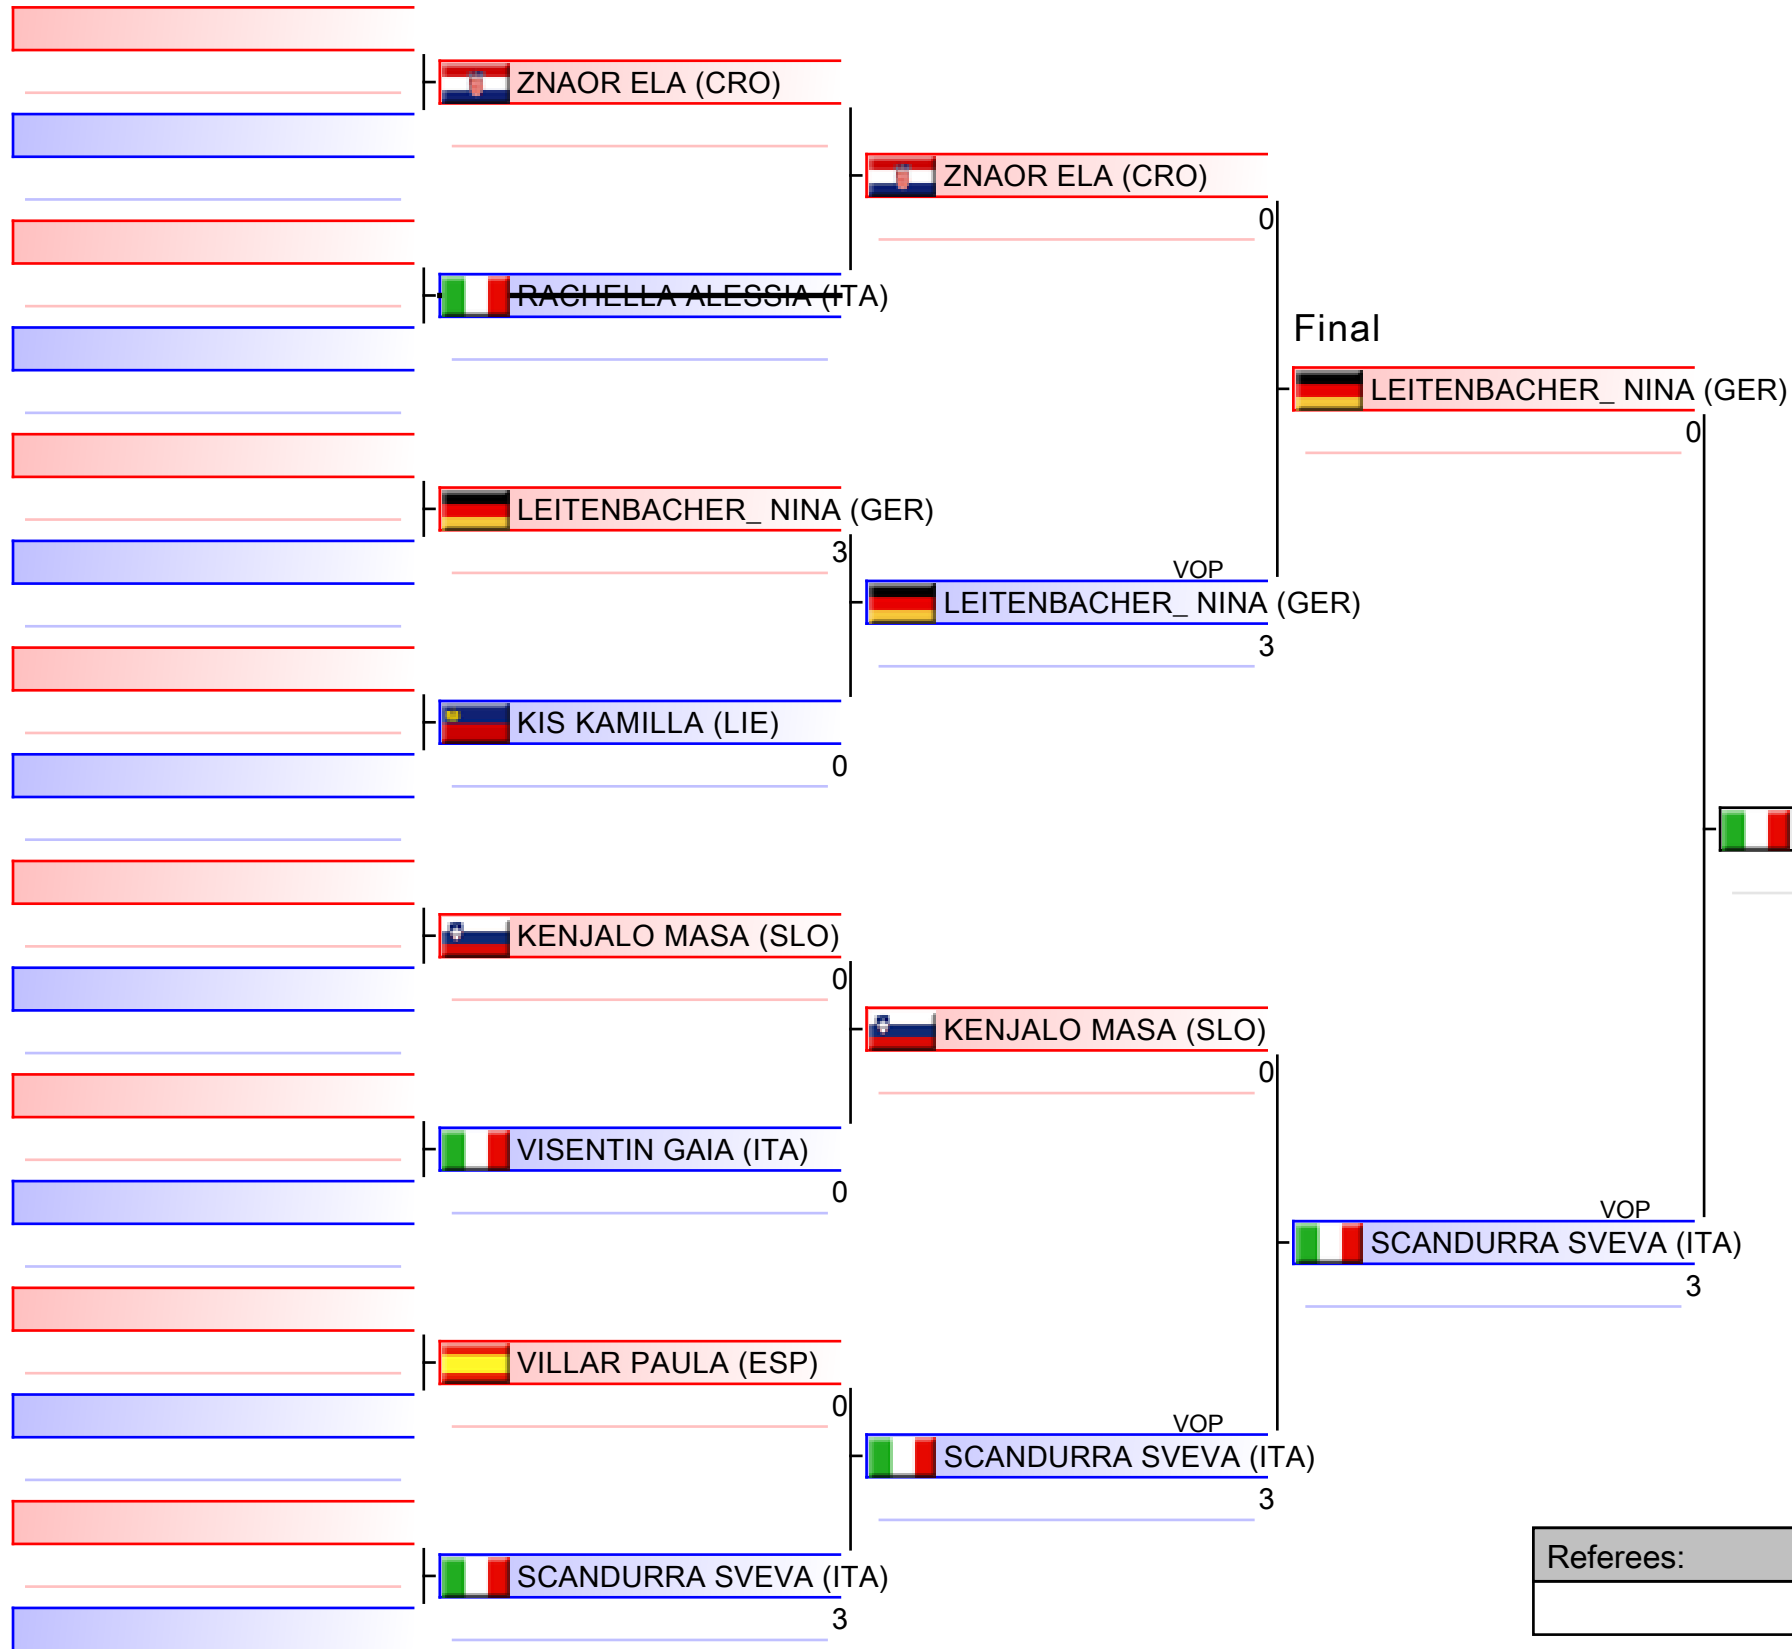 ZNAOR ELA (CRO)
ZNAOR ELA (CRO)
0
RACHELLA ALESSIA (ITA)
Final
LEITENBACHER_ NINA (GER)
0
LEITENBACHER_ NINA (GER)
3
VOP
LEITENBACHER_ NINA (GER)
3
KIS KAMILLA (LIE)
0
KENJALO MASA (SLO)
0
KENJALO MASA (SLO)
0
VISENTIN GAIA (ITA)
0
VOP
SCANDURRA SVEVA (ITA)
3
VILLAR PAULA (ESP)
0
VOP
SCANDURRA SVEVA (ITA)
3
Referees:
SCANDURRA SVEVA (ITA)
3